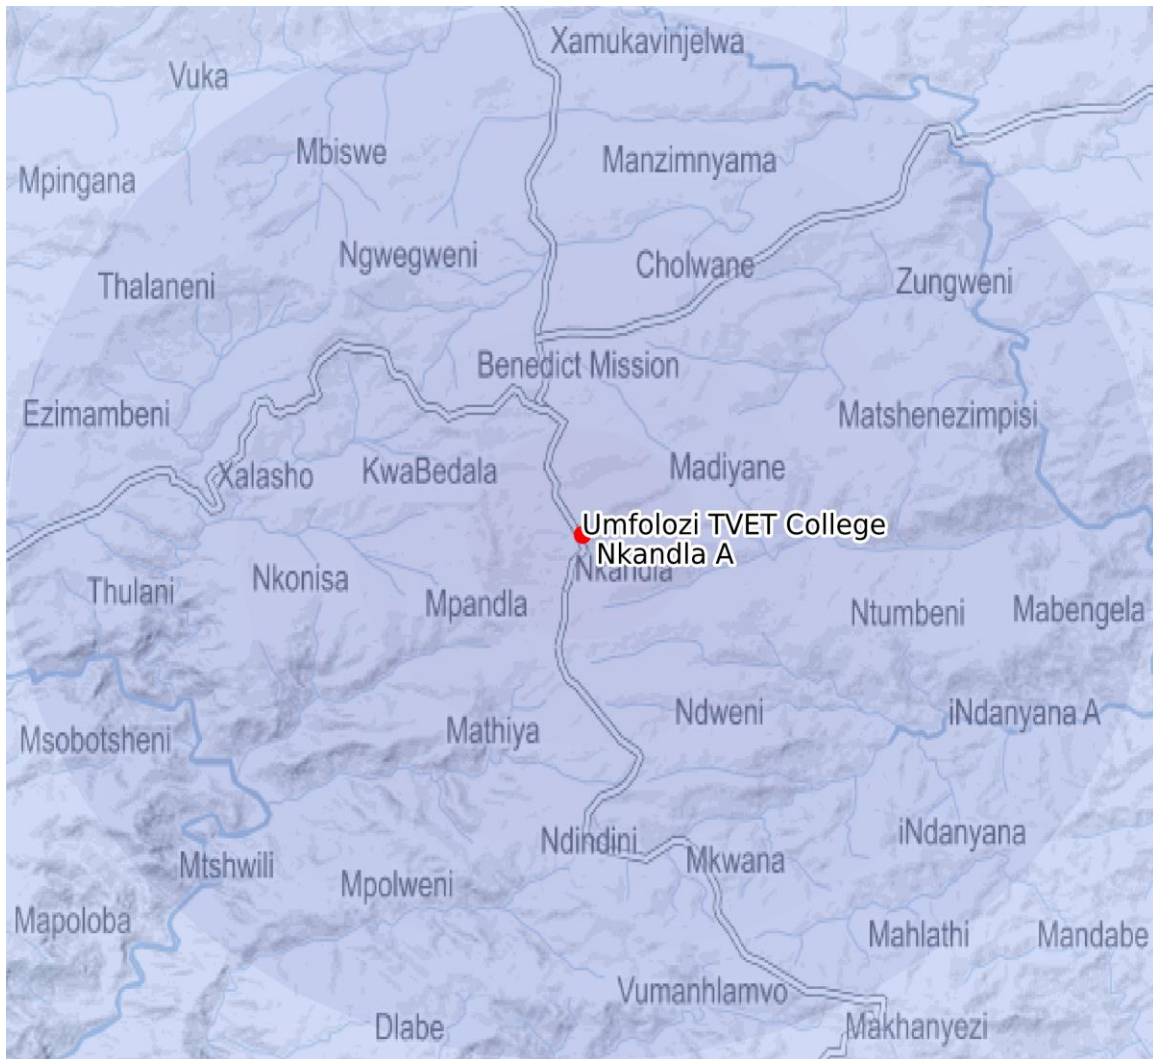 Xamukavinjelwa
Vuka
Mbiswe
Manzimnyama
Mpingana
Ngwegweni
Cholwane
Thalaneni
Zungweni
Benedict Mission
Ezimambeni
Matshenezimpisi
Xalasho
KwaBedala
Madiyane
Umfolozi TVET College
Nkandla A
Nkandla
Nkonisa
Thulani
Mpandla
Ntumbeni
Mabengela
Ndweni
iNdanyana A
Mathiya
Msobotsheni
Ndindini
iNdanyana
Mtshwili
Mkwana
Mpolweni
Mapoloba
Mahlathi
Mandabe
Vumanhlamvo
Dlabe
Makhanyezi